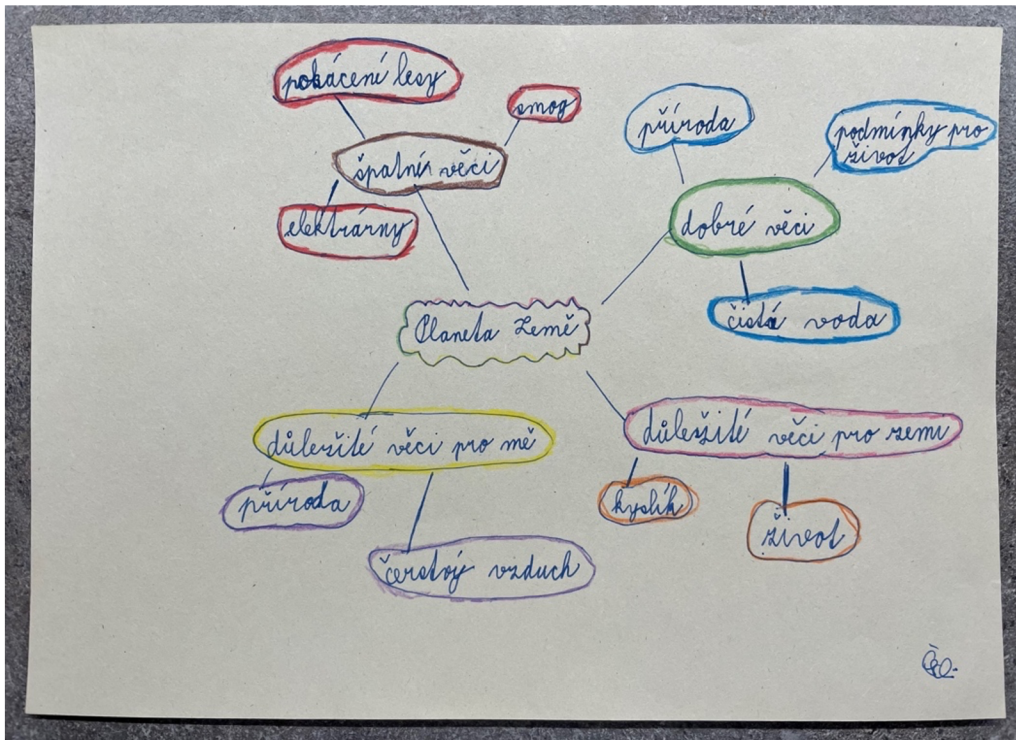 pokácení lesy
smog
špatné věci
elektrárny
příroda
podmínky pro
život
dobré věci
čistá voda
Planeta Země
důležité věci pro mě
příroda
čerstvý vzduch
důležité věci pro zemi
kyslík
život